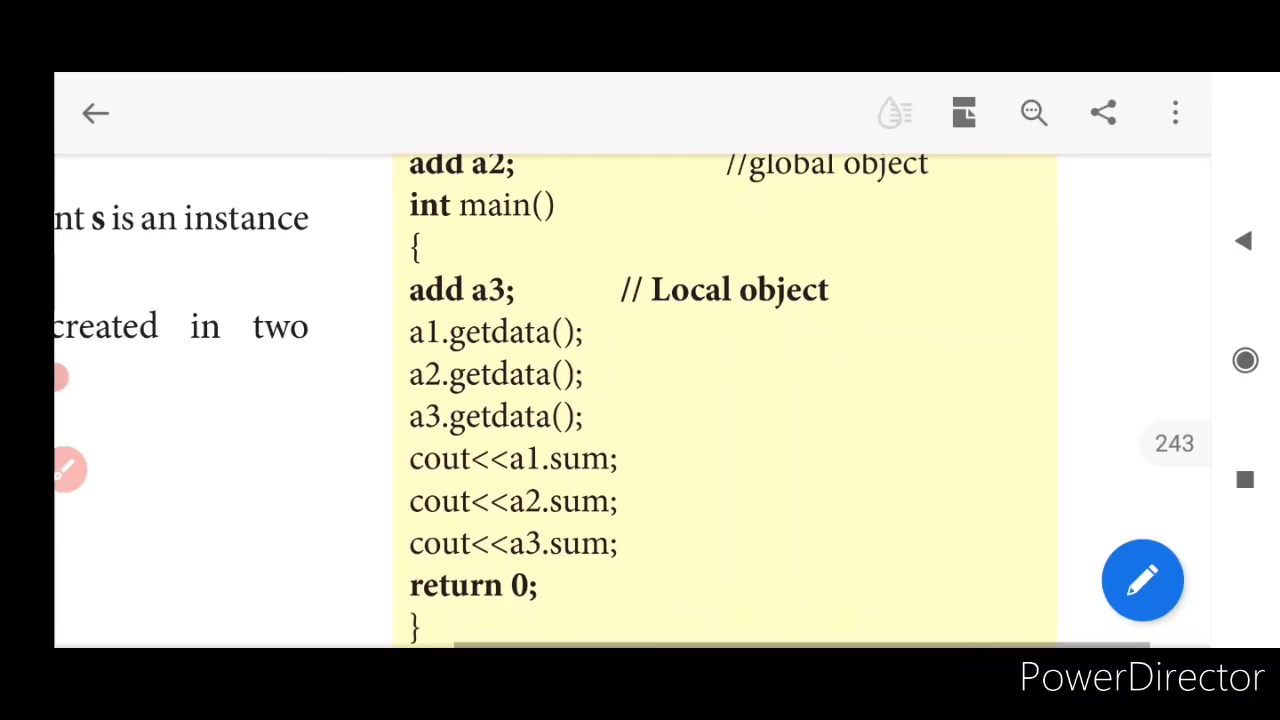 nt s is an instance
created in two
add a2; //global object
int main()
{
add a3; // Local object
a1.getdata();
a2.getdata();
a3.getdata();
cout<<a1.sum;
cout<<a2.sum;
cout<<a3.sum;
return 0;
}
243
PowerDirector